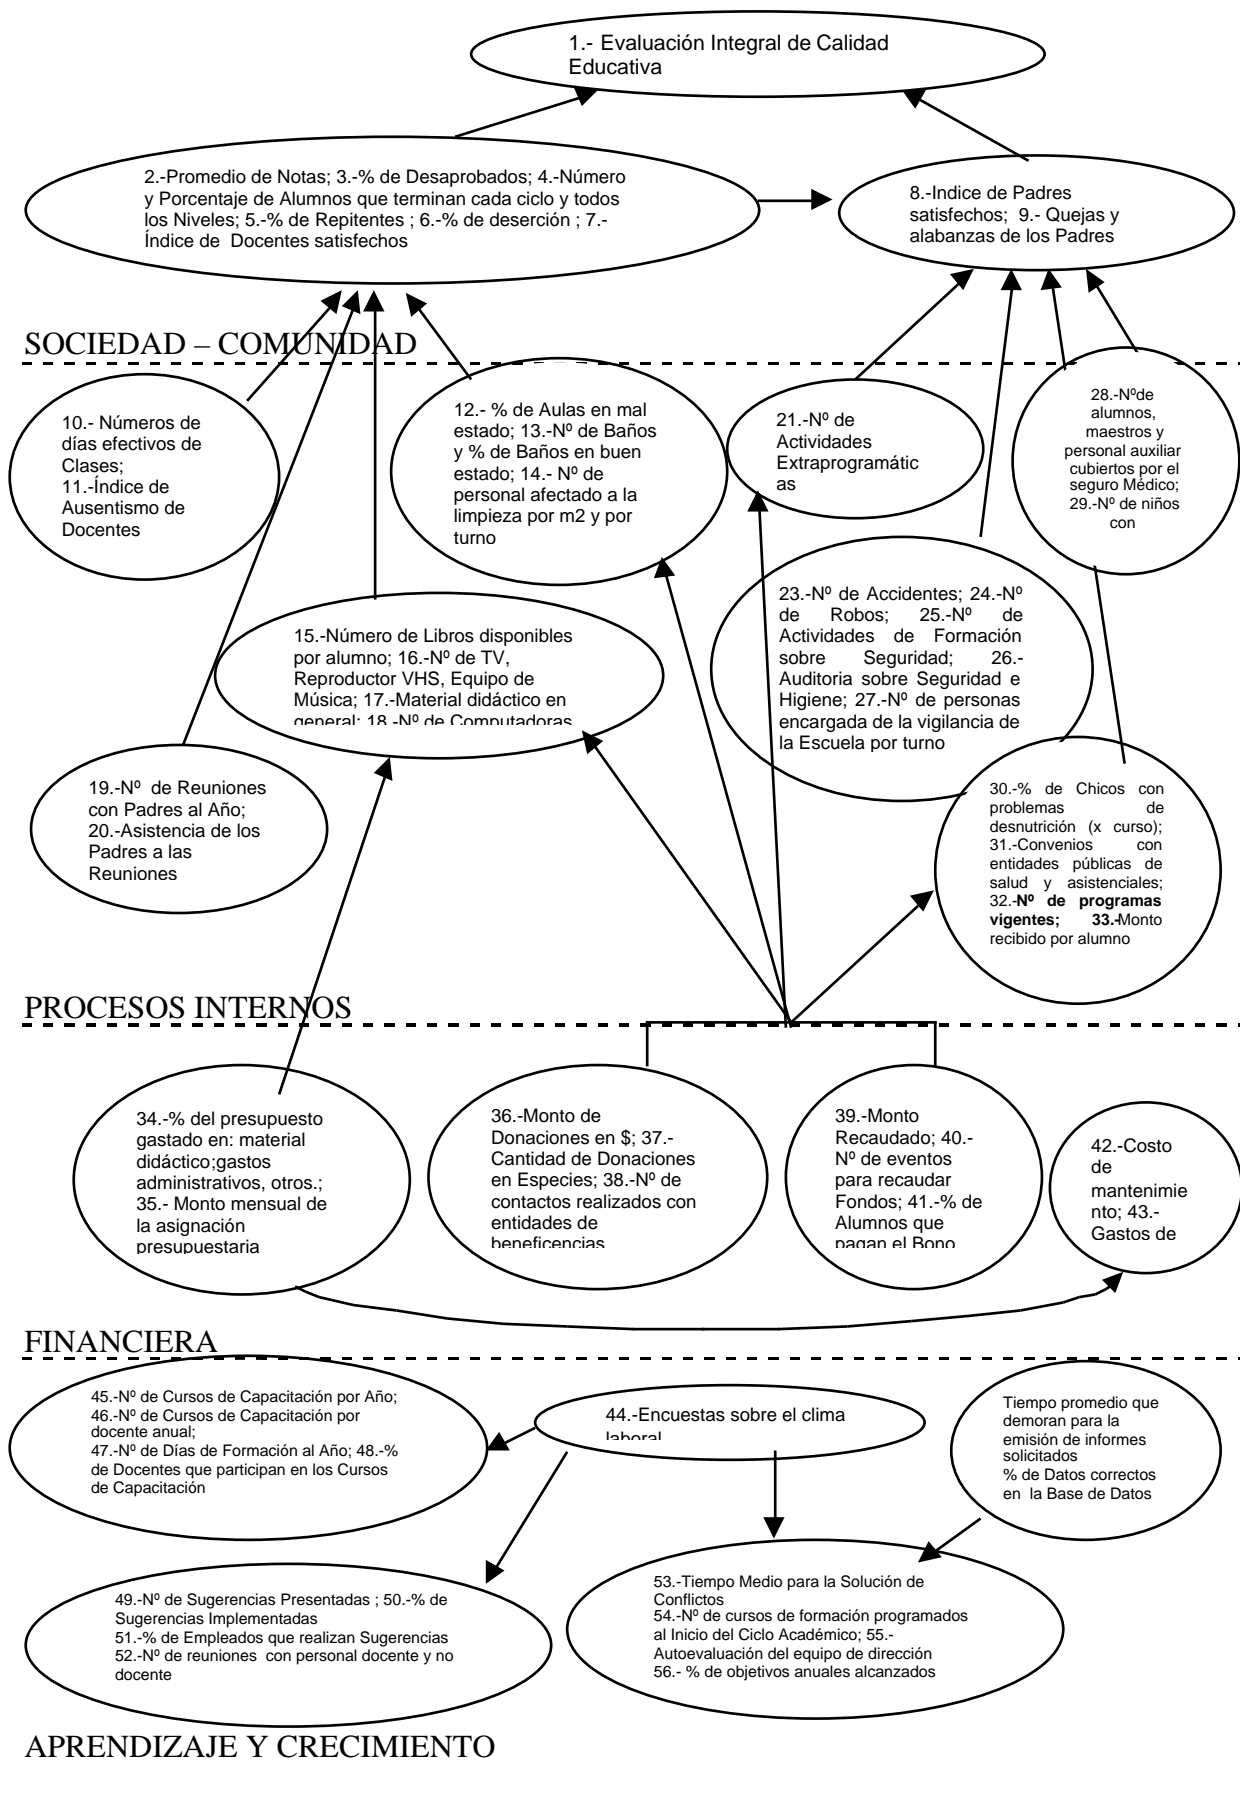 1.- Evaluación Integral de Calidad
Educativa
2.-Promedio de Notas; 3.-% de Desaprobados; 4.-Número
y Porcentaje de Alumnos que terminan cada ciclo y todos
los Niveles; 5.-% de Repitentes ; 6.-% de deserción ; 7.-
Índice de  Docentes satisfechos
8.-Indice de Padres
satisfechos;  9.- Quejas y
alabanzas de los Padres
SOCIEDAD – COMUNIDAD
10.- Números de
días efectivos de
Clases;
11.-Índice de
Ausentismo de
Docentes
12.- % de Aulas en mal
estado; 13.-Nº de Baños
y % de Baños en buen
estado; 14.- Nº de
personal afectado a la
limpieza por m2 y por
turno
21.-Nº de
Actividades
Extraprogramátic
as
28.-Nºde
alumnos,
maestros y
personal auxiliar
cubiertos por el
seguro Médico;
29.-Nº de niños
con
15.-Número de Libros disponibles
por alumno; 16.-Nº de TV,
Reproductor VHS, Equipo de
Música; 17.-Material didáctico en
general; 18.-Nº de Computadoras
23.-Nº de Accidentes; 24.-Nº
de Robos; 25.-Nº de
Actividades de Formación
sobre Seguridad; 26.-
Auditoria sobre Seguridad e
Higiene; 27.-Nº de personas
encargada de la vigilancia de
la Escuela por turno
19.-Nº  de Reuniones
con Padres al Año;
20.-Asistencia de los
Padres a las
Reuniones
30.-% de Chicos con
problemas de
desnutrición (x curso);
31.-Convenios con
entidades públicas de
salud y asistenciales;
32.-Nº de programas
vigentes; 33.-Monto
recibido por alumno
PROCESOS INTERNOS
34.-% del presupuesto
gastado en: material
didáctico;gastos
administrativos, otros.;
35.- Monto mensual de
la asignación
presupuestaria
36.-Monto de
Donaciones en $; 37.-
Cantidad de Donaciones
en Especies; 38.-Nº de
contactos realizados con
entidades de
beneficencias
39.-Monto
Recaudado; 40.-
Nº de eventos
para recaudar
Fondos; 41.-% de
Alumnos que
pagan el Bono
42.-Costo
de
mantenimie
nto; 43.-
Gastos de
FINANCIERA
45.-Nº de Cursos de Capacitación por Año;
46.-Nº de Cursos de Capacitación por
docente anual;
47.-Nº de Días de Formación al Año; 48.-%
de Docentes que participan en los Cursos
de Capacitación
44.-Encuestas sobre el clima
laboral
Tiempo promedio que
demoran para la
emisión de informes
solicitados
% de Datos correctos
en  la Base de Datos
49.-Nº de Sugerencias Presentadas ; 50.-% de
Sugerencias Implementadas
51.-% de Empleados que realizan Sugerencias
52.-Nº de reuniones  con personal docente y no
docente
53.-Tiempo Medio para la Solución de
Conflictos
54.-Nº de cursos de formación programados
al Inicio del Ciclo Académico; 55.-
Autoevaluación del equipo de dirección
56.- % de objetivos anuales alcanzados
APRENDIZAJE Y CRECIMIENTO